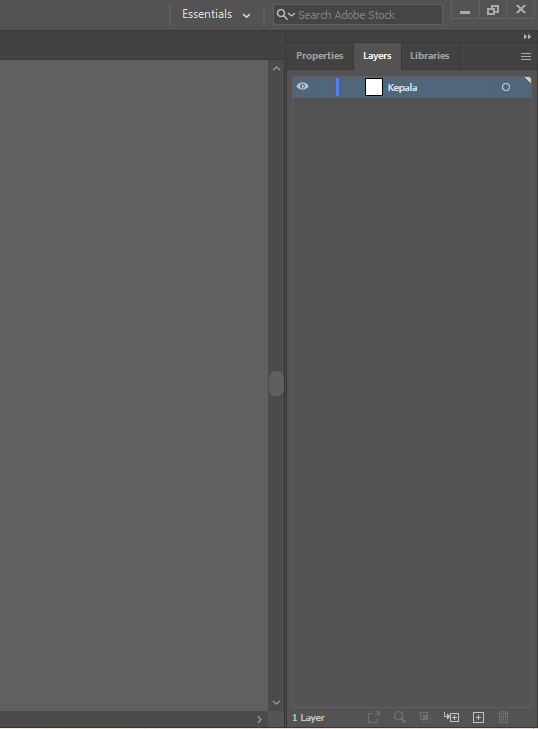 Essentials
Search Adobe Stock
Properties Layers Libraries
Kepala
1 Layer